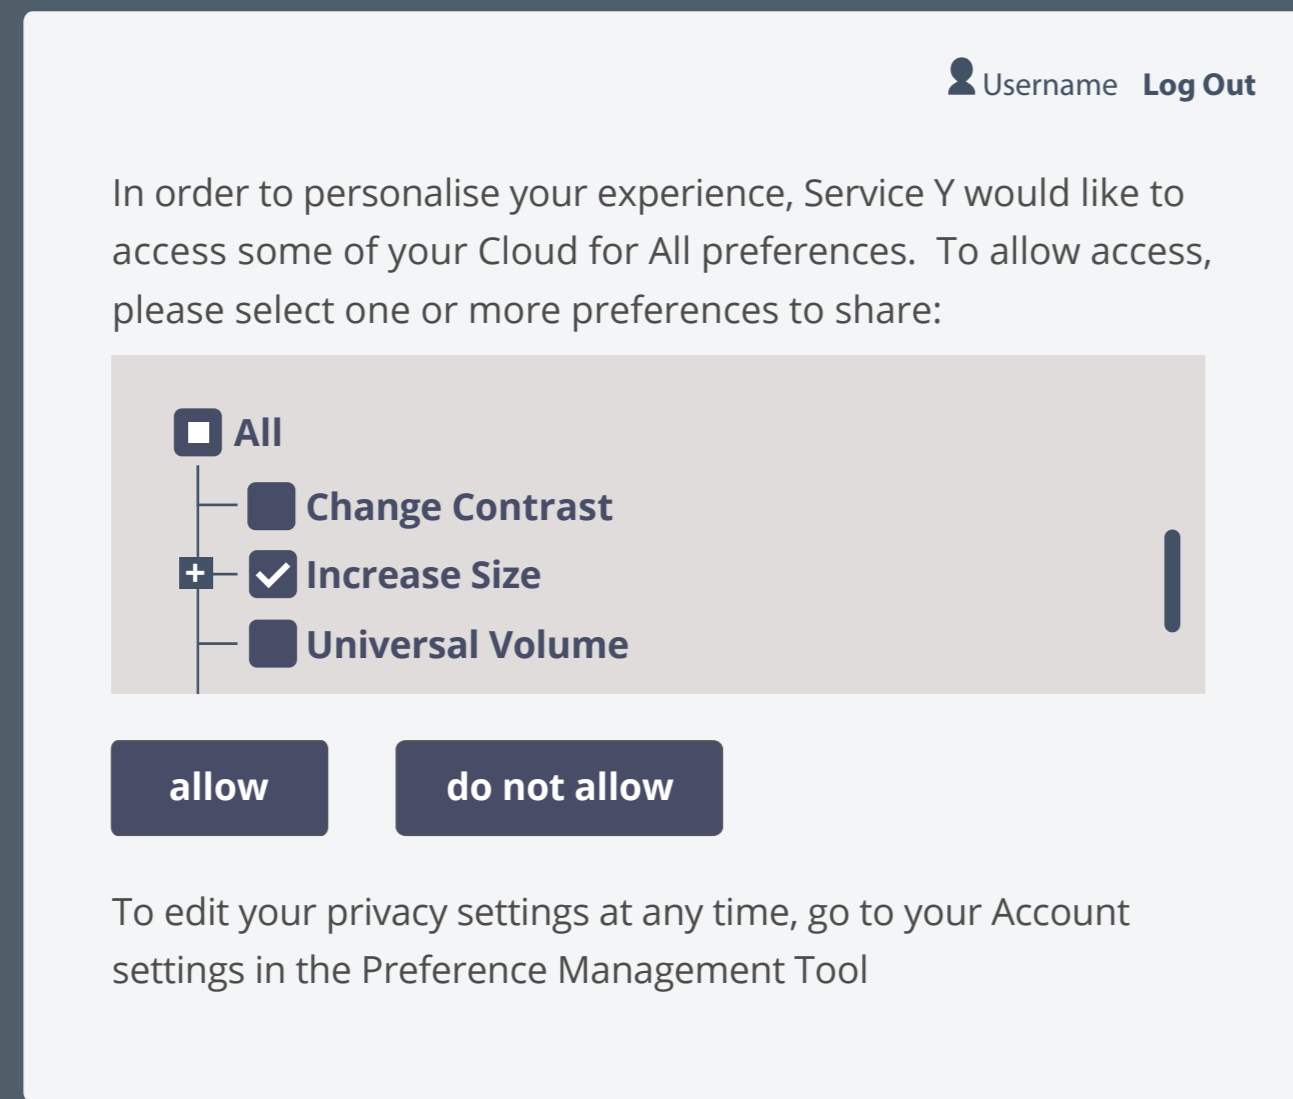 Username Log Out
In order to personalise your experience, Service Y would like to
access some of your Cloud for All preferences.  To allow access,
please select one or more preferences to share:
All
Change Contrast
Increase Size
Universal Volume
allow do not allow
To edit your privacy settings at any time, go to your Account
settings in the Preference Management Tool